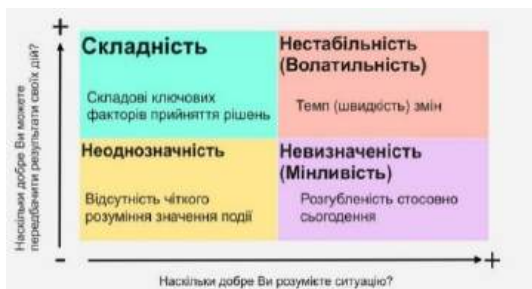 +
Складність
Складові ключових
факторів прийняття рішень
Нестабільність
(Волатильність)
Темп (швидкість) змін
Неоднозначність
Відсутність чіткого
розуміння значення події
Невизначеність
(Мінливість)
Розгубленість стосовно
сьогодення
Наскільки добре Ви можете
передбачити результати своїх дій?
-
+
Наскільки добре Ви розумієте ситуацію?